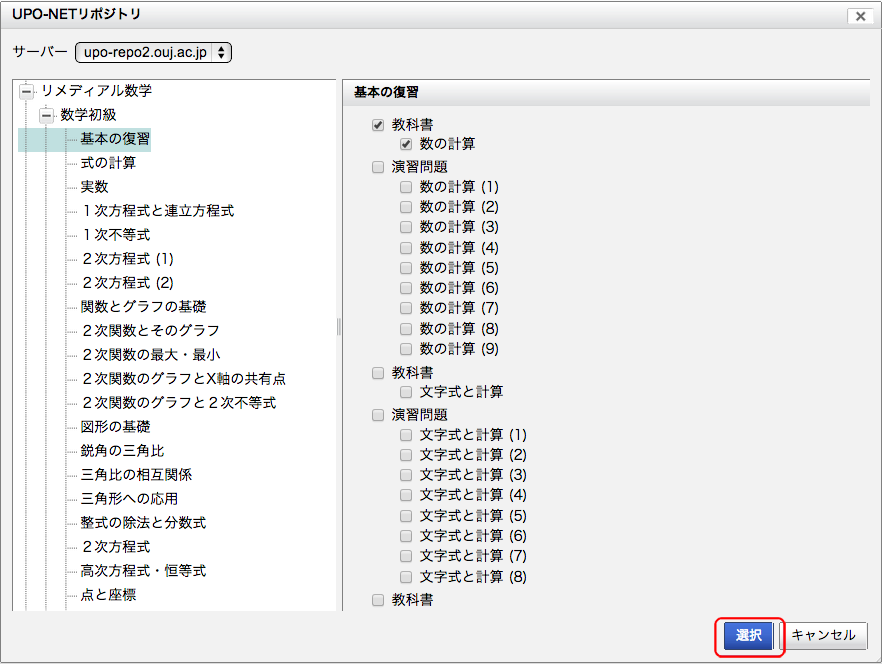 UPO-NETリポジトリ
サーバー upo-repo2.ouj.ac.jp
リメディアル数学
数学初級
基本の復習
式の計算
実数
１次方程式と連立方程式
１次不等式
２次方程式 (1)
２次方程式 (2)
関数とグラフの基礎
２次関数とそのグラフ
２次関数の最大・最小
２次関数のグラフとX軸の共有点
２次関数のグラフと２次不等式
図形の基礎
鋭角の三角比
三角比の相互関係
三角形への応用
整式の除法と分数式
２次方程式
高次方程式・恒等式
点と座標
基本の復習
教科書
数の計算
演習問題
数の計算 (1)
数の計算 (2)
数の計算 (3)
数の計算 (4)
数の計算 (5)
数の計算 (6)
数の計算 (7)
数の計算 (8)
数の計算 (9)
教科書
文字式と計算
演習問題
文字式と計算 (1)
文字式と計算 (2)
文字式と計算 (3)
文字式と計算 (4)
文字式と計算 (5)
文字式と計算 (6)
文字式と計算 (7)
文字式と計算 (8)
教科書
選択 キャンセル